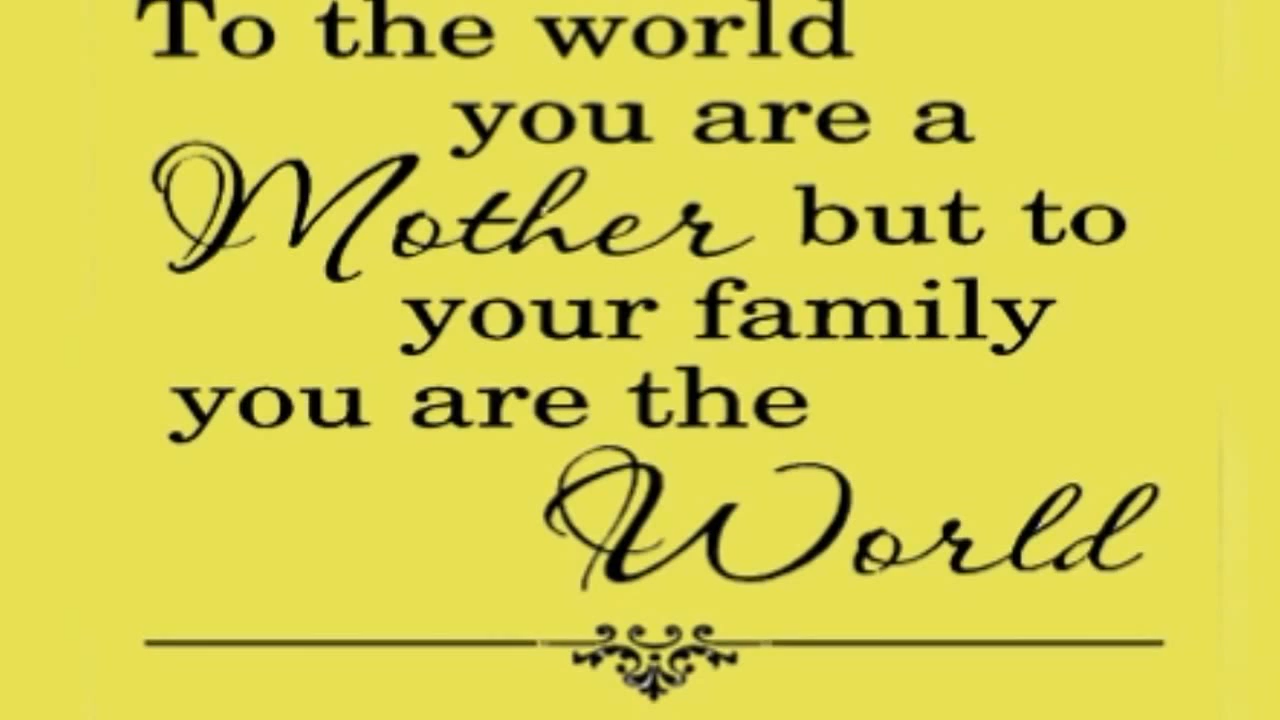 To the world
you are a
Mother but to
your family
you are the
World